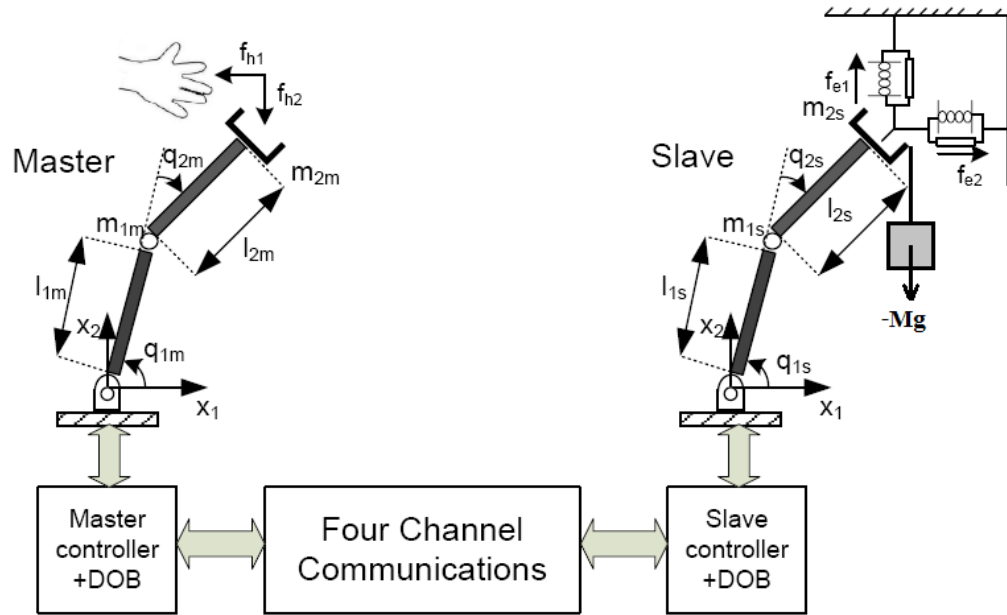 f_h1
f_h2
Master
q_2m
m_2m
m_1m
l_2m
l_1m
x_2
q_1m
x_1
f_e1
m_2s
Slave
q_2s
f_e2
m_1s
l_2s
l_1s
-Mg
x_2
q_1s
x_1
Master
controller
+DOB
Four Channel
Communications
Slave
controller
+DOB